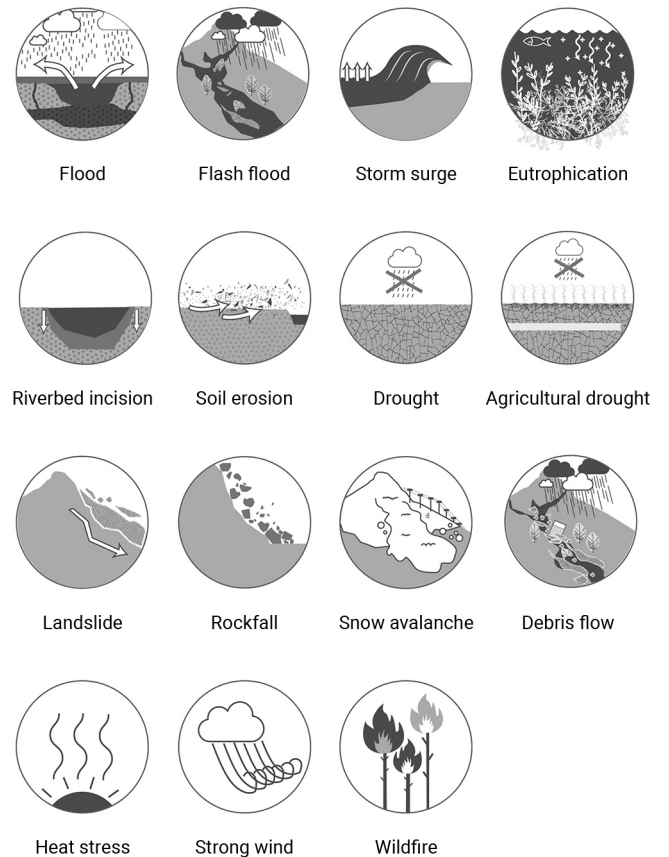 Flood
Flash flood
Storm surge
Eutrophication
Riverbed incision
Soil erosion
Drought
Agricultural drought
Landslide
Rockfall
Snow avalanche
Debris flow
Heat stress
Strong wind
Wildfire